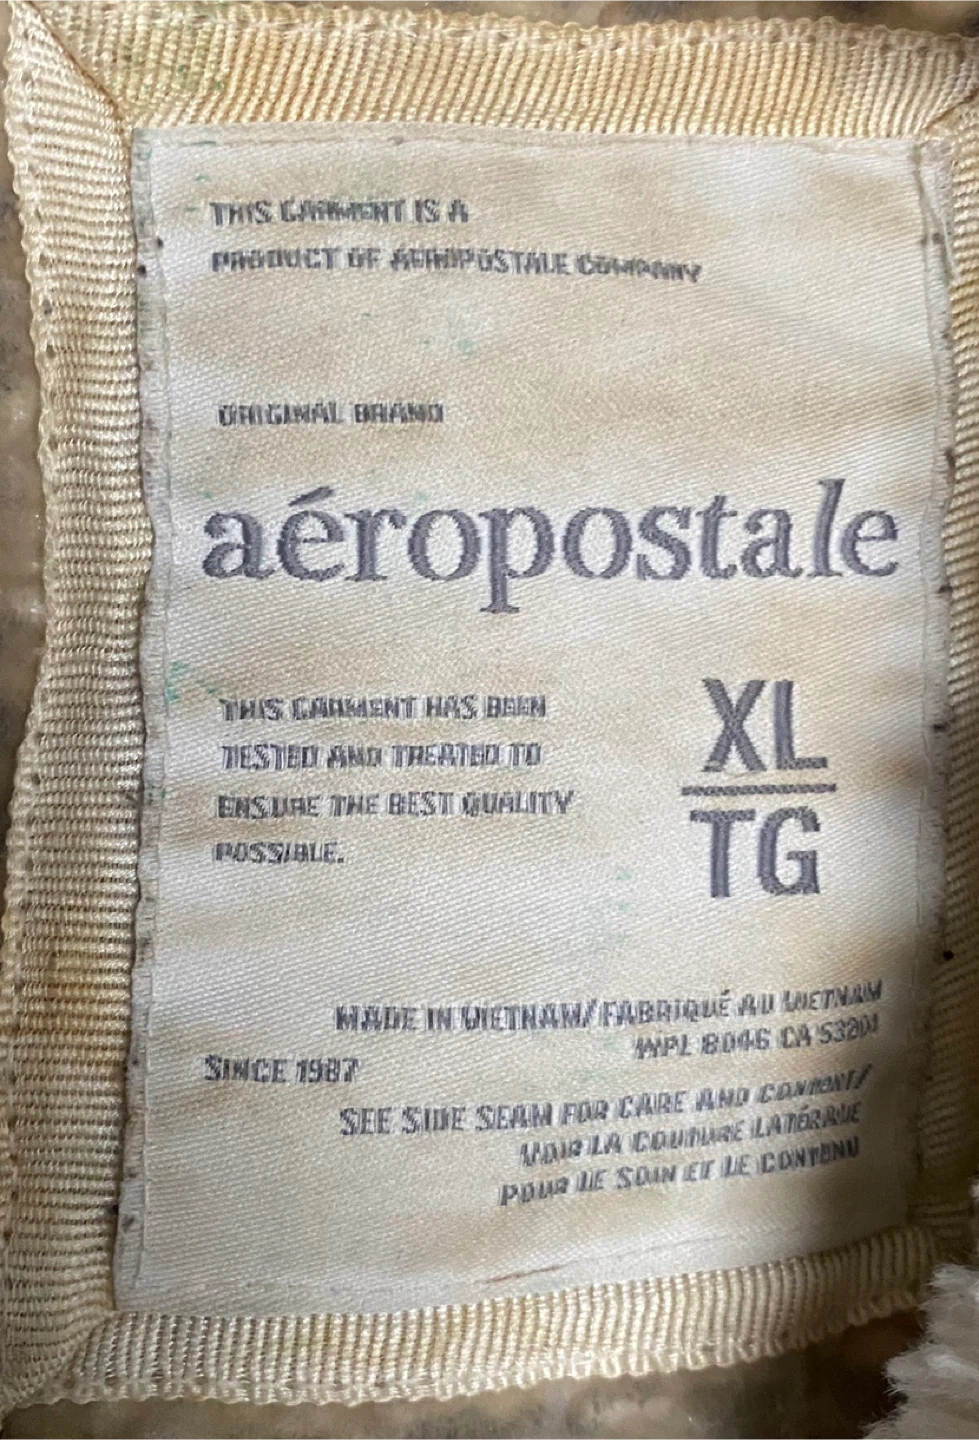 THIS GARMENT IS A
PRODUCT OF AEROPOSTALE COMPANY
ORIGINAL BRAND
aéropostale
THIS GARMENT HAS BEEN
TESTED AND TREATED TO
ENSURE THE BEST QUALITY
POSSIBLE.
XL
TG
MADE IN VIETNAM/FABRIQUÉ AU VIETNAM
WPL 8046 CA 53201
SINCE 1987
SEE SIDE SEAM FOR CARE AND CONTENT/
VOIR LA COUTURE LATÉRALE
POUR LE SOIN ET LE CONTENU